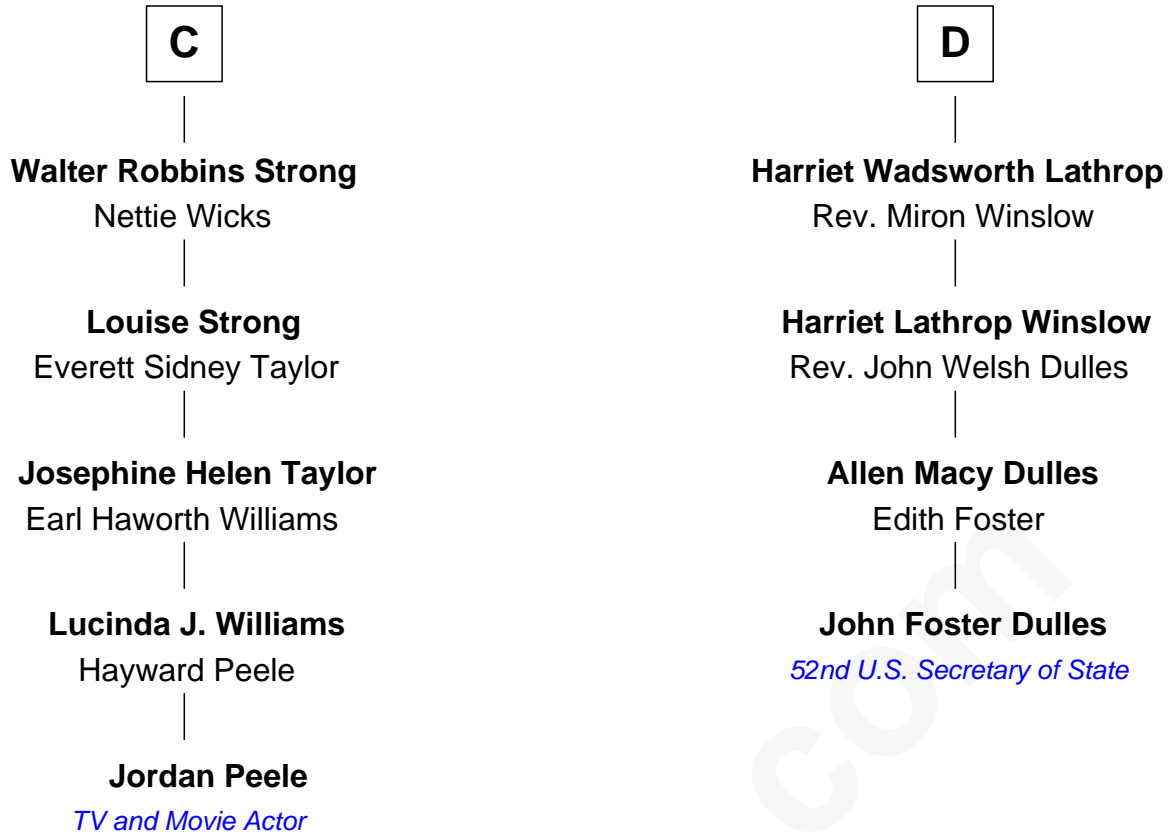 C
Walter Robbins Strong
Nettie Wicks
Louise Strong
Everett Sidney Taylor
Josephine Helen Taylor
Earl Haworth Williams
Lucinda J. Williams
Hayward Peele
Jordan Peele
TV and Movie Actor
D
Harriet Wadsworth Lathrop
Rev. Miron Winslow
Harriet Lathrop Winslow
Rev. John Welsh Dulles
Allen Macy Dulles
Edith Foster
John Foster Dulles
52nd U.S. Secretary of State
com